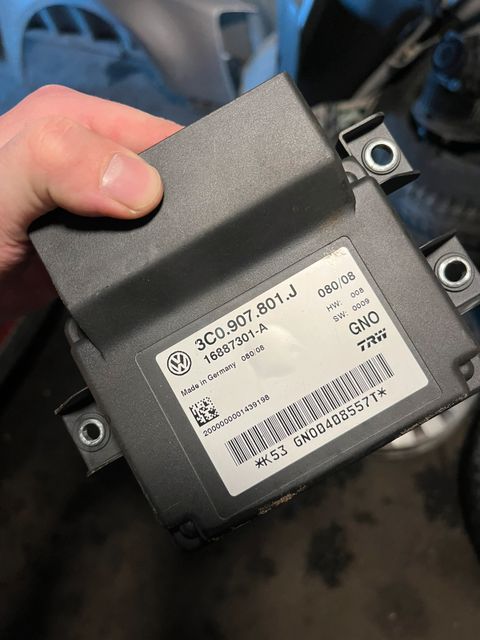 3C0.907.801.J 080/08
16887301-A HW: 008
Made in Germany 080/08 SW: 0009
GNO
TRW
2000000001439198
*K53 GNO0408557T*